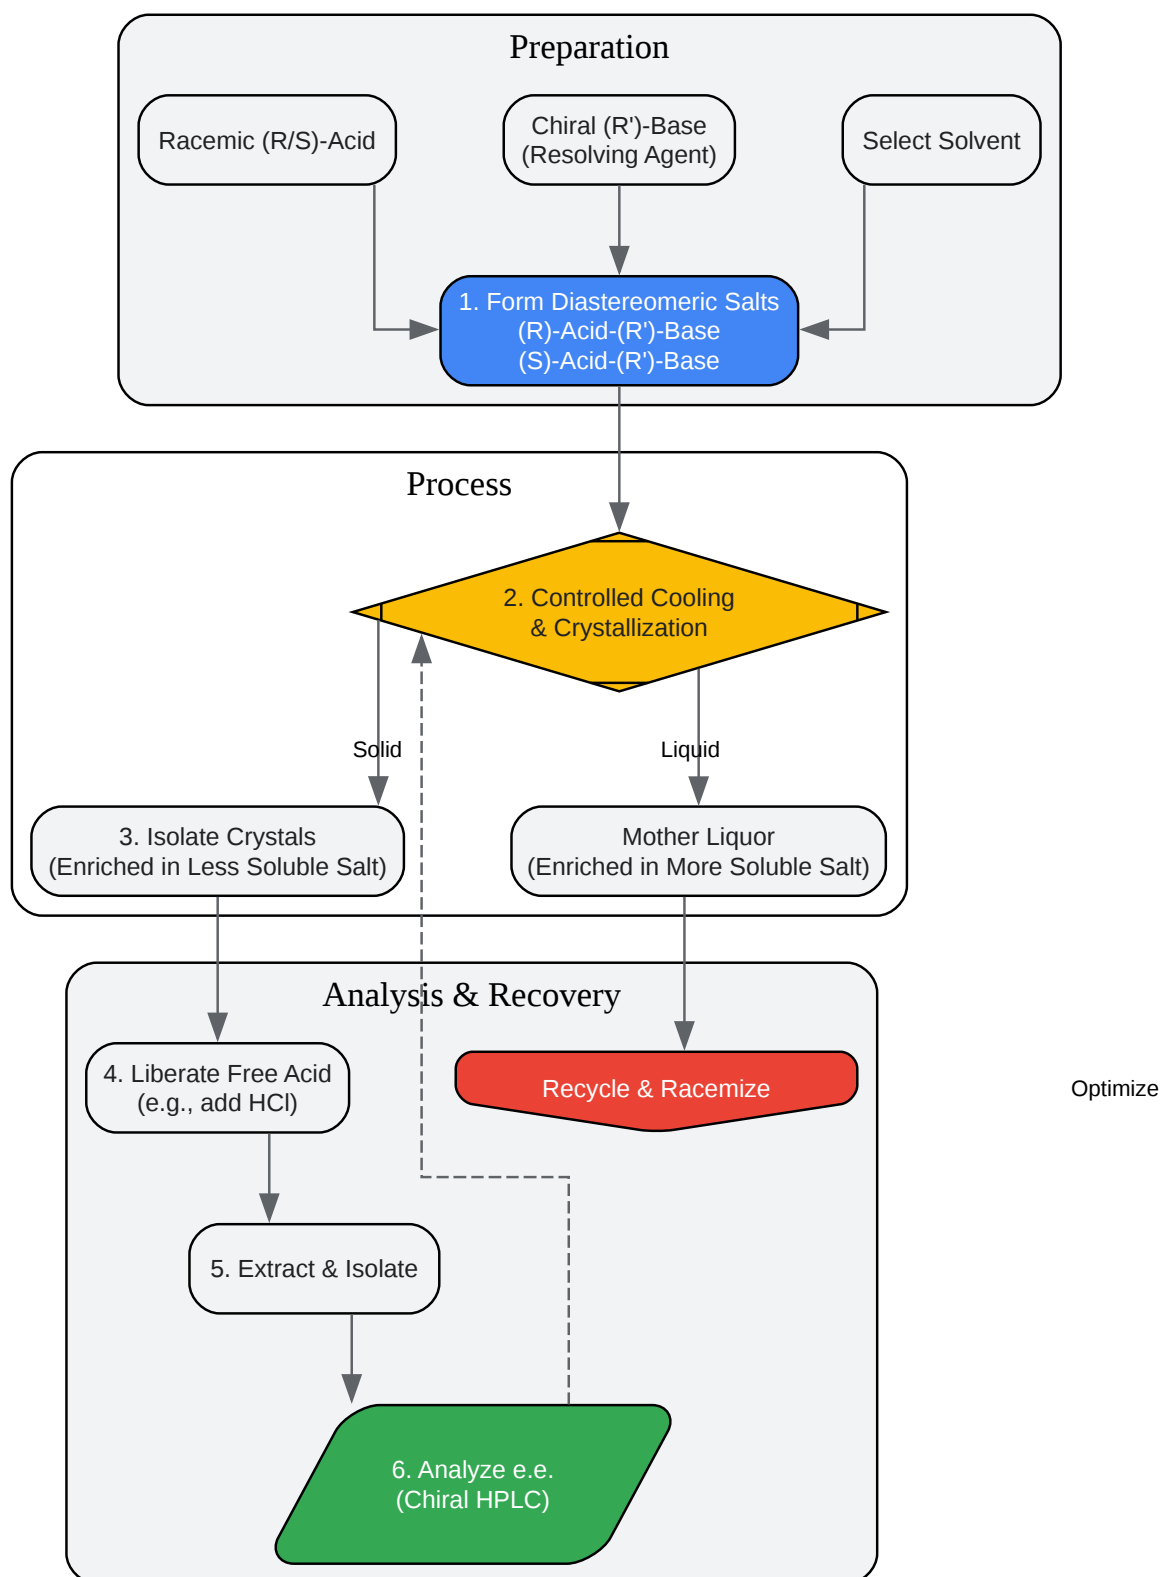 Preparation
Racemic (R/S)-Acid
Chiral (R')-Base
(Resolving Agent)
Select Solvent
1. Form Diastereomeric Salts
(R)-Acid-(R')-Base
(S)-Acid-(R')-Base
Process
2. Controlled Cooling
& Crystallization
Solid
Liquid
3. Isolate Crystals
(Enriched in Less Soluble Salt)
Mother Liquor
(Enriched in More Soluble Salt)
Analysis & Recovery
4. Liberate Free Acid
(e.g., add HCl)
Recycle & Racemize
Optimize
5. Extract & Isolate
6. Analyze e.e.
(Chiral HPLC)